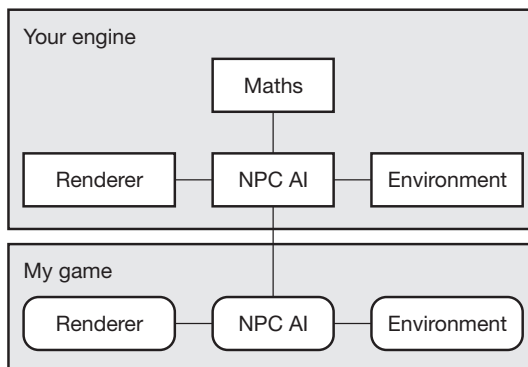 Your engine
Maths
Renderer
NPC AI
Environment
My game
Renderer
NPC AI
Environment